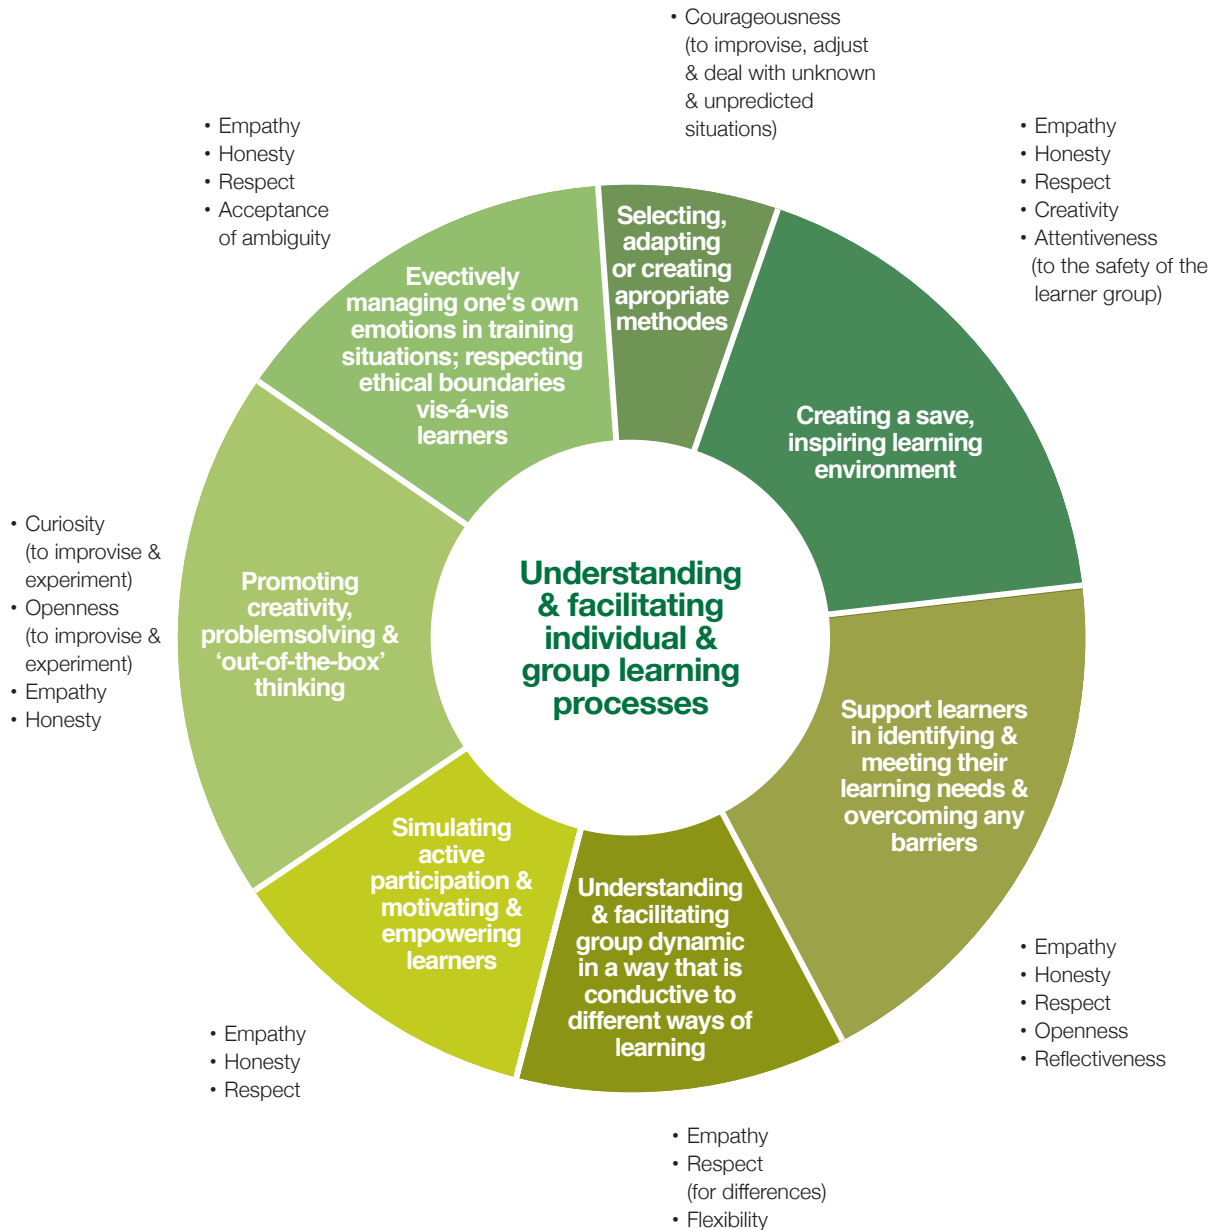 • Courageousness
(to improvise, adjust
& deal with unknown
& unpredicted
situations)
• Empathy
• Honesty
• Respect
• Acceptance
of ambiguity
• Empathy
• Honesty
• Respect
• Creativity
• Attentiveness
(to the safety of the
learner group)
Selecting,
adapting
or creating
apropriate
methodes
Evectively
managing one‘s own
emotions in training
situations; respecting
ethical boundaries
vis-á-vis
learners
Creating a save,
inspiring learning
environment
• Curiosity
(to improvise &
experiment)
• Openness
(to improvise &
experiment)
• Empathy
• Honesty
Promoting
creativity,
problemsolving &
‘out-of-the-box’
thinking
Understanding
& facilitating
individual &
group learning
processes
Support learners
in identifying &
meeting their
learning needs &
overcoming any
barriers
Simulating
active
participation &
motivating &
empowering
learners
Understanding
& facilitating
group dynamic
in a way that is
conductive to
different ways of
learning
• Empathy
• Honesty
• Respect
• Openness
• Reflectiveness
• Empathy
• Honesty
• Respect
• Empathy
• Respect
(for differences)
• Flexibility